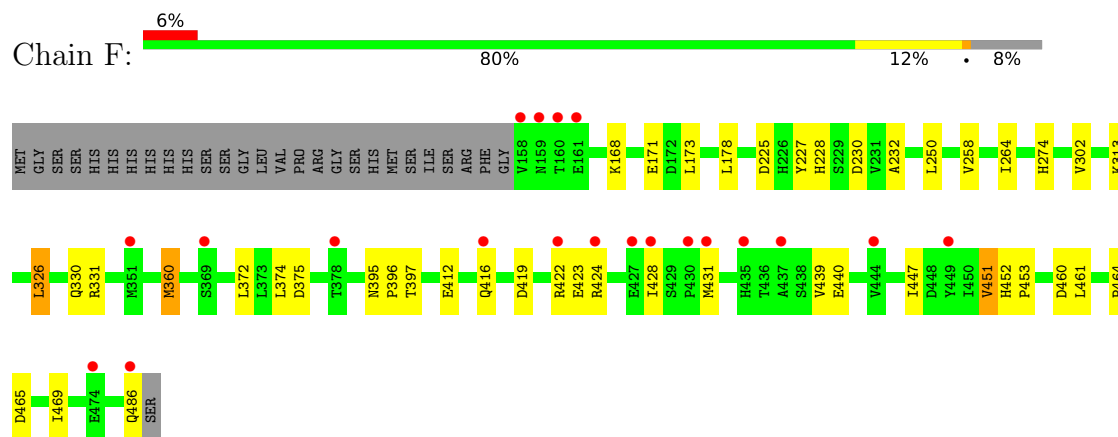 6%
Chain F:
80% 12% • 8%
MET GLY SER SER HIS HIS HIS HIS HIS HIS SER SER GLY LEU VAL PRO ARG GLY SER HIS MET SER ILE SER ARG PHE GLY V158 N159 T160 E161 K168 E171 D172 L173 L178 D225 H226 Y227 H228 S229 D230 V231 A232 L250 V258 I264 H274 V302 K313
L326 Q330 R331 M351 M360 S369 L372 L373 L374 D375 T378 N395 P396 T397 E412 Q416 D419 R422 E423 R424 E427 I428 S429 P430 M431 H435 T436 A437 S438 V439 E440 V444 I447 D448 Y449 I450 V451 H452 P453 D460 L461
D465 I469 E474 Q486 SER